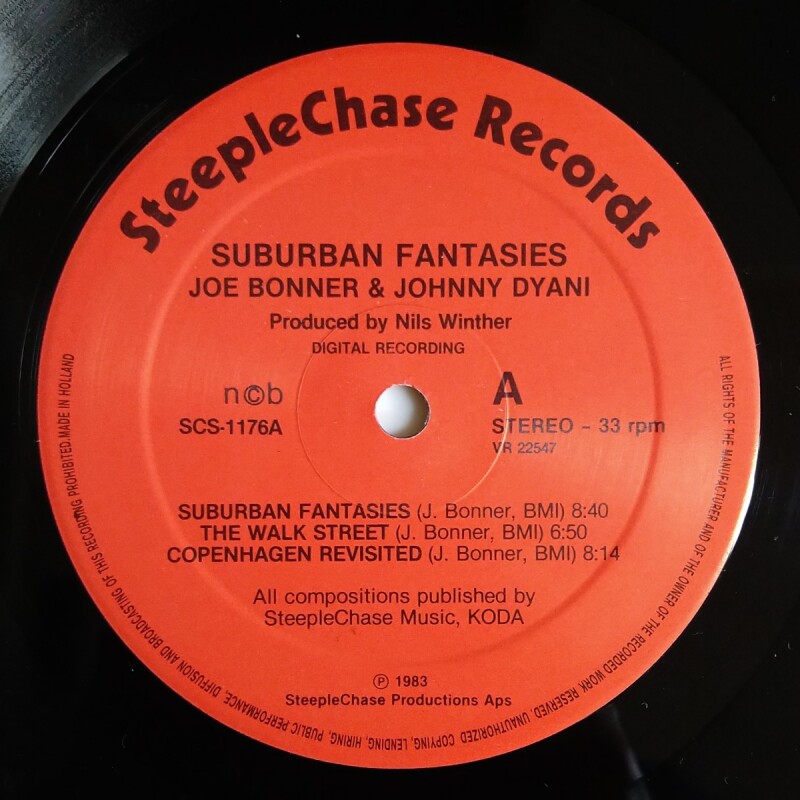 SteepleChase Records
SUBURBAN FANTASIES
JOE BONNER & JOHNNY DYANI
Produced by Nils Winther
DIGITAL RECORDING
n©b
A
SCS-1176A
STEREO - 33 rpm
VR 22547
SUBURBAN FANTASIES (J. Bonner, BMI) 8:40
THE WALK STREET (J. Bonner, BMI) 6:50
COPENHAGEN REVISITED (J. Bonner, BMI) 8:14
All compositions published by
SteepleChase Music, KODA
℗ 1983
SteepleChase Productions Aps
ALL RIGHTS OF THE MANUFACTURER AND OF THE OWNER OF THE RECORDED WORK RESERVED. UNAUTHORIZED COPYING, LENDING, HIRING, PUBLIC PERFORMANCE, DIFFUSION AND BROADCASTING OF THIS RECORDING PROHIBITED. MADE IN HOLLAND